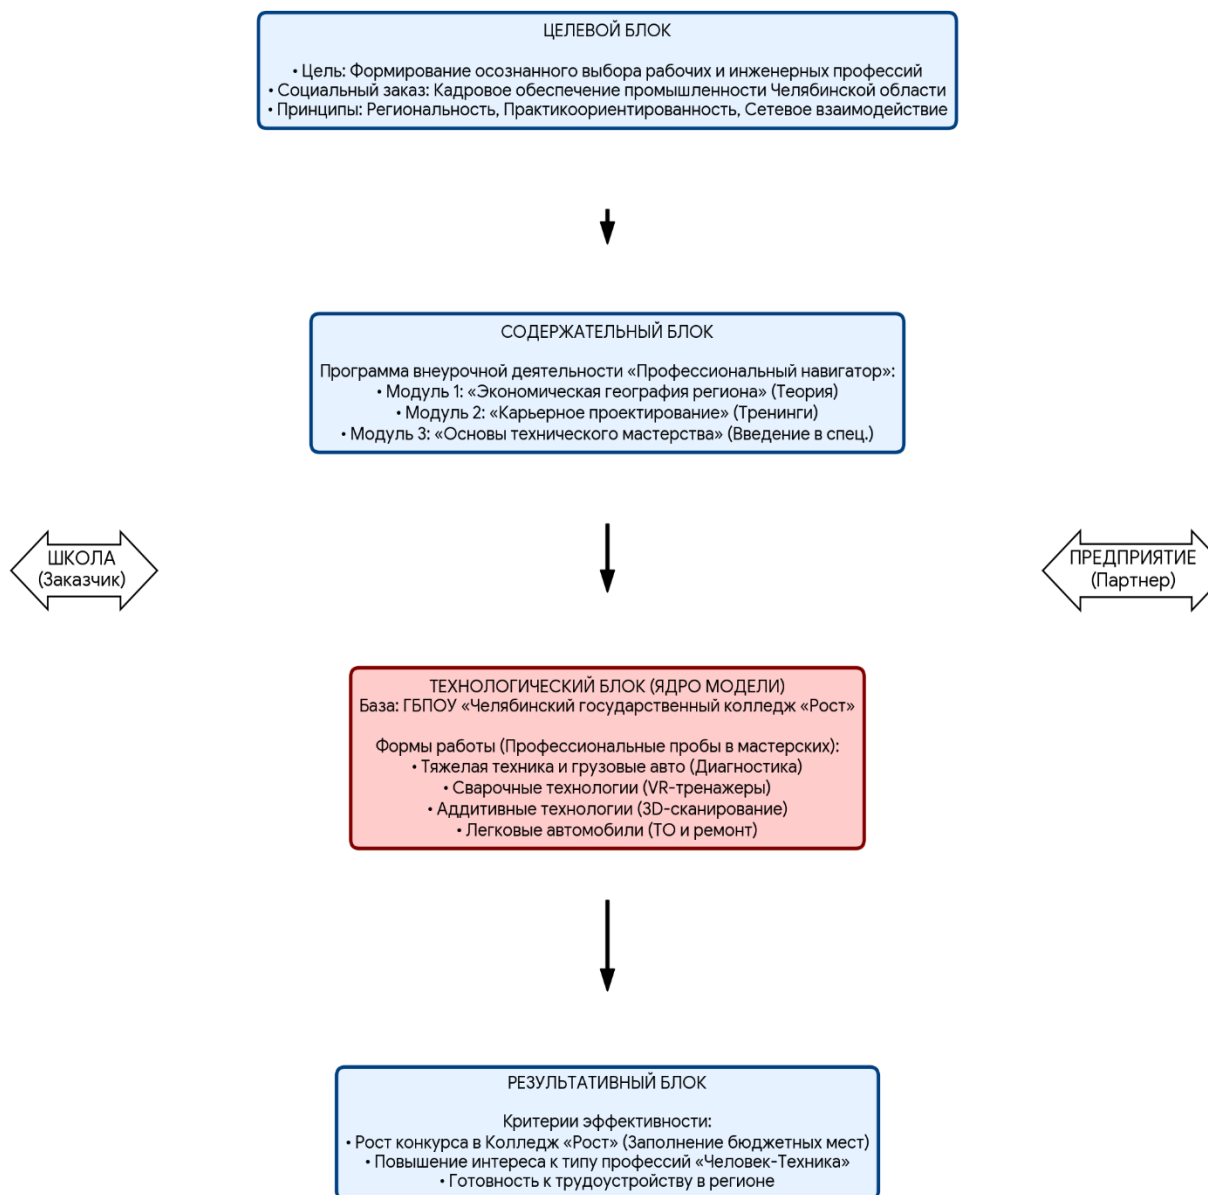 ЦЕЛЕВОЙ БЛОК
• Цель: Формирование осознанного выбора рабочих и инженерных профессий
• Социальный заказ: Кадровое обеспечение промышленности Челябинской области
• Принципы: Региональность, Практикоориентированность, Сетевое взаимодействие
СОДЕРЖАТЕЛЬНЫЙ БЛОК
Программа внеурочной деятельности «Профессиональный навигатор»:
• Модуль 1: «Экономическая география региона» (Теория)
• Модуль 2: «Карьерное проектирование» (Тренинги)
• Модуль 3: «Основы технического мастерства» (Введение в спец.)
ШКОЛА
(Заказчик)
ПРЕДПРИЯТИЕ
(Партнер)
ТЕХНОЛОГИЧЕСКИЙ БЛОК (ЯДРО МОДЕЛИ)
База: ГБПОУ «Челябинский государственный колледж «Рост»
Формы работы (Профессиональные пробы в мастерских):
• Тяжелая техника и грузовые авто (Диагностика)
• Сварочные технологии (VR-тренажеры)
• Аддитивные технологии (3D-сканирование)
• Легковые автомобили (ТО и ремонт)
РЕЗУЛЬТАТИВНЫЙ БЛОК
Критерии эффективности:
• Рост конкурса в Колледж «Рост» (Заполнение бюджетных мест)
• Повышение интереса к типу профессий «Человек-Техника»
• Готовность к трудоустройству в регионе